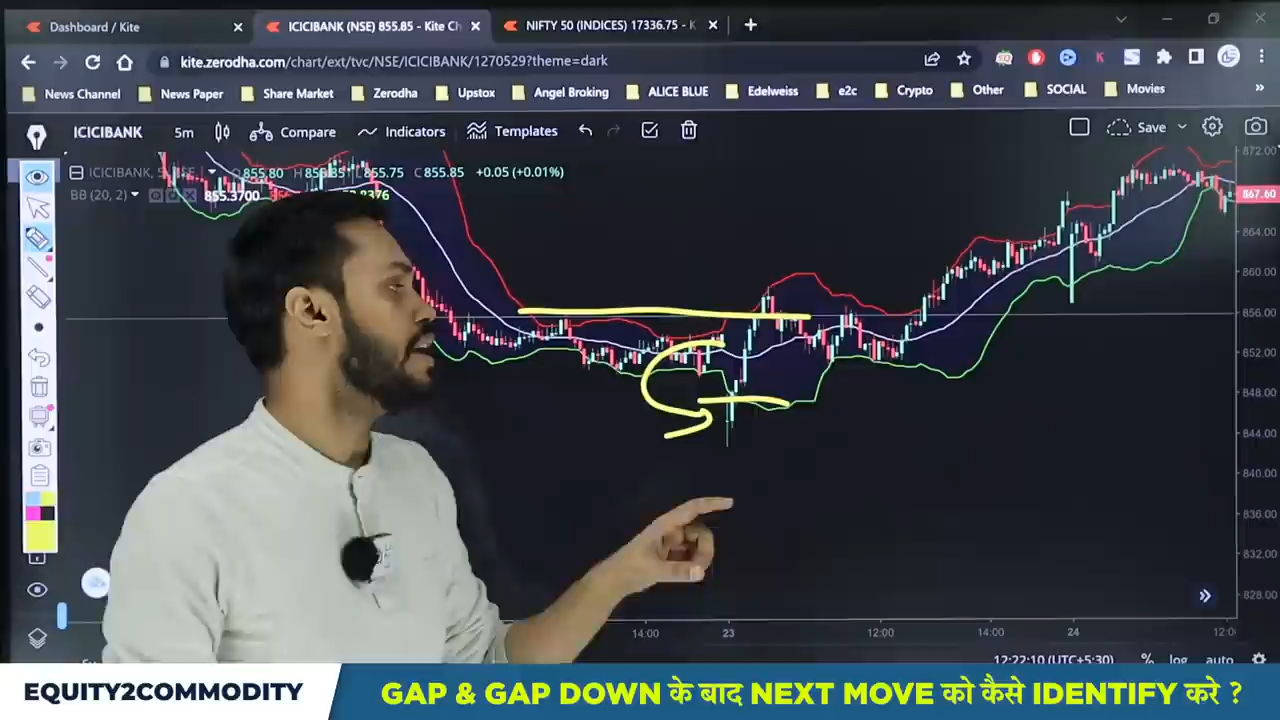 Dashboard / Kite
ICICIBANK (NSE) 855.85 - Kite Ch
NIFTY 50 (INDICES) 17336.75 - K
kite.zerodha.com/chart/ext/tvc/NSE/ICICIBANK/1270529?theme=dark
News Channel News Paper Share Market Zerodha Upstox Angel Broking ALICE BLUE Edelweiss e2c Crypto Other SOCIAL Movies »
ICICIBANK 5m Compare Indicators Templates Save
ICICIBANK, 855.80 H 855.85 855.75 C 855.85 +0.05 (+0.01%)
BB (20, 2) 855.3700
872.00
867.60
864.00
860.00
856.00
852.00
848.00
844.00
840.00
836.00
832.00
828.00
14:00 23 12:00 14:00 24
12:22:10 (UTC+5:30) % log auto
EQUITY2COMMODITY
GAP & GAP DOWN के बाद NEXT MOVE को कैसे IDENTIFY करे ?